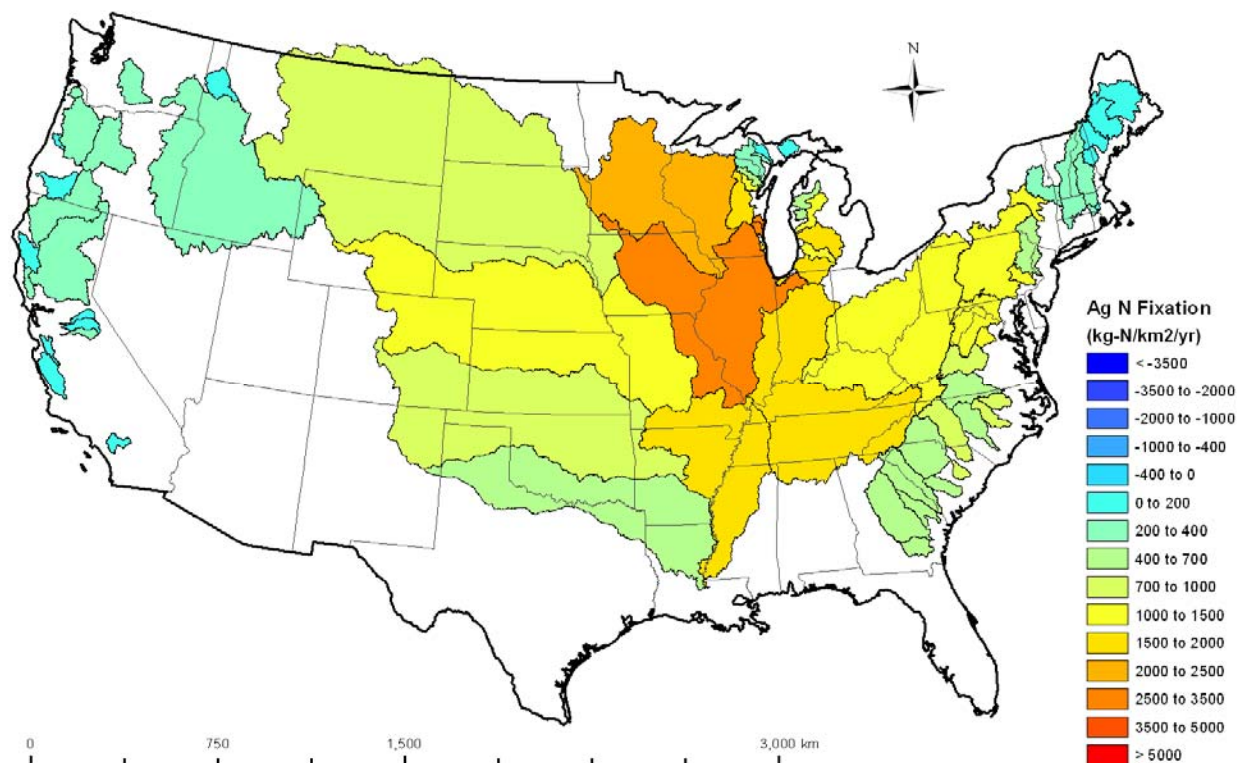 N
Ag N Fixation
(kg-N/km2/yr)
< -3500
-3500 to -2000
-2000 to -1000
-1000 to -400
-400 to 0
0 to 200
200 to 400
400 to 700
700 to 1000
1000 to 1500
1500 to 2000
2000 to 2500
2500 to 3500
3500 to 5000
> 5000
0 750 1,500 3,000 km